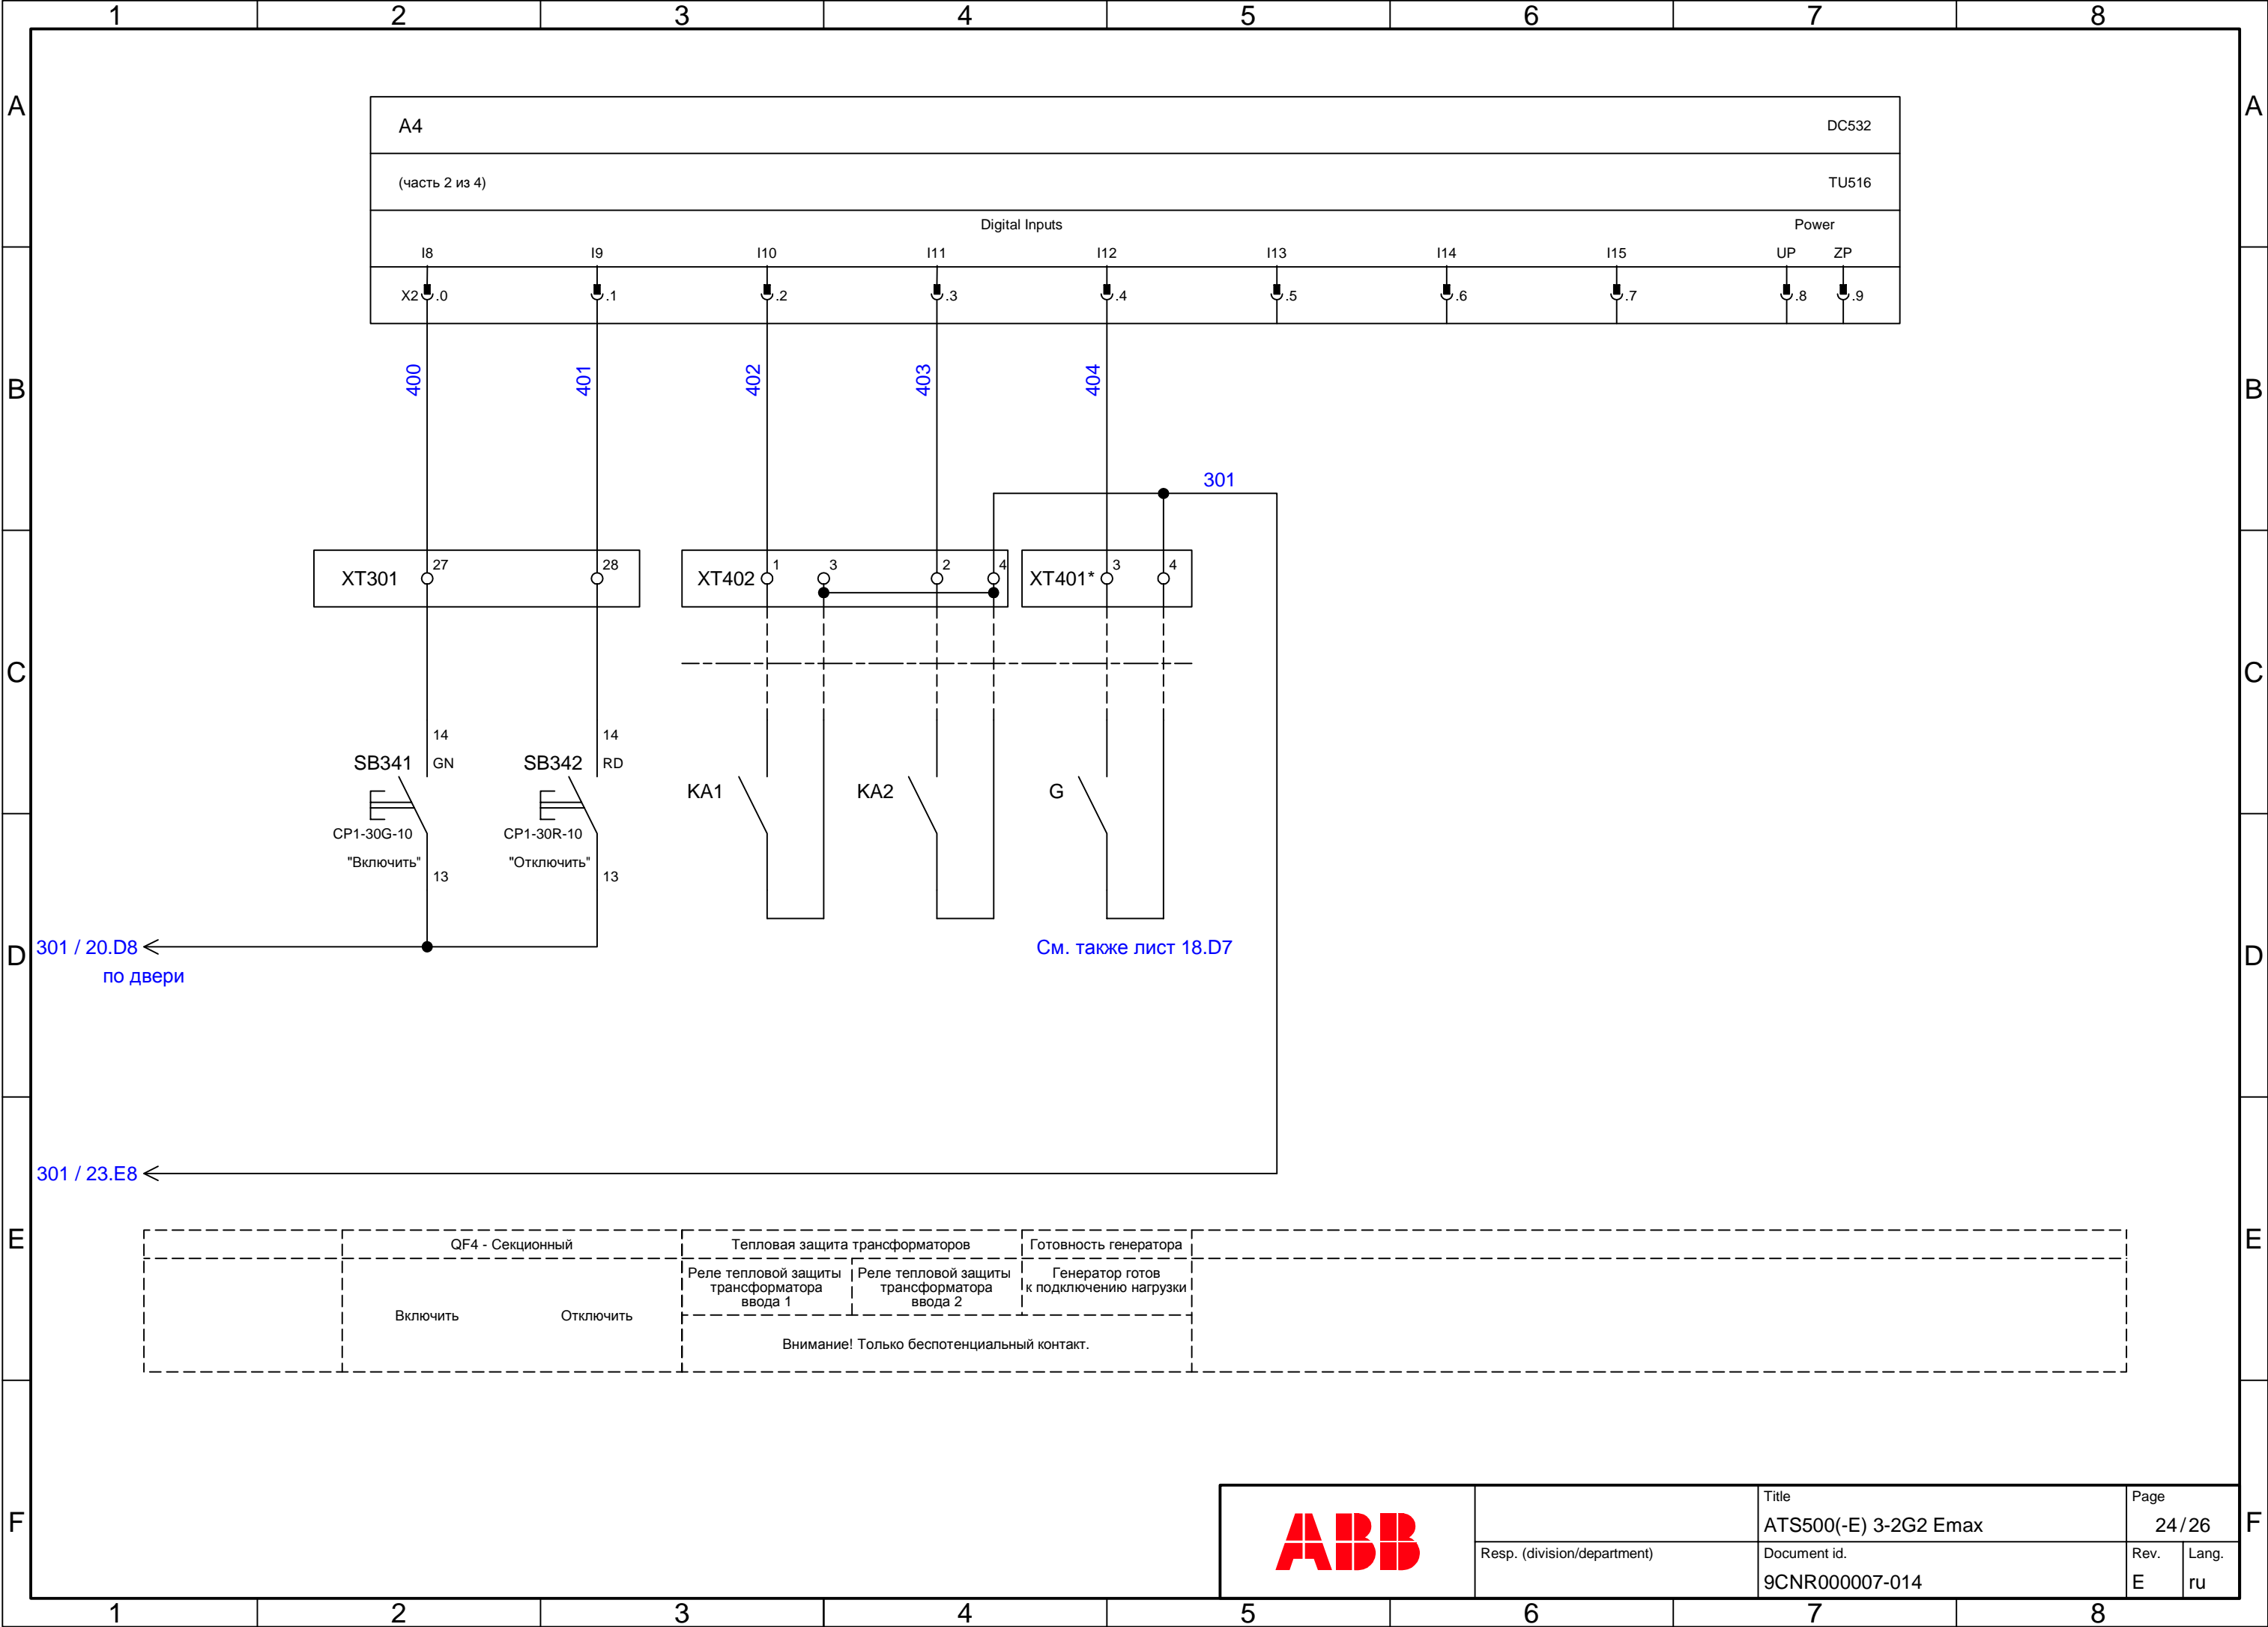 1 2 3 4 5 6 7 8
A A
A4 DC532
(часть 2 из 4) TU516
Digital Inputs Power
I8 I9 I10 I11 I12 I13 I14 I15 UP ZP
X2 .0 .1 .2 .3 .4 .5 .6 .7 .8 .9
B B
400 401 402 403 404
301
XT301 27 28 XT402 1 3 2 4 XT401* 3 4
C C
14 14
SB341 GN SB342 RD
KA1 KA2 G
CP1-30G-10 CP1-30R-10
"Включить" "Отключить"
13 13
D D
301 / 20.D8 См. также лист 18.D7
по двери
301 / 23.E8
E E
QF4 - Секционный Тепловая защита трансформаторов Готовность генератора
Реле тепловой защиты Реле тепловой защиты Генератор готов
трансформатора трансформатора к подключению нагрузки
ввода 1 ввода 2
Включить Отключить
Внимание! Только беспотенциальный контакт.
F F
ABB
Title Page
ATS500(-E) 3-2G2 Emax 24/26
Resp. (division/department) Document id. Rev. Lang.
9CNR000007-014 E ru
1 2 3 4 5 6 7 8